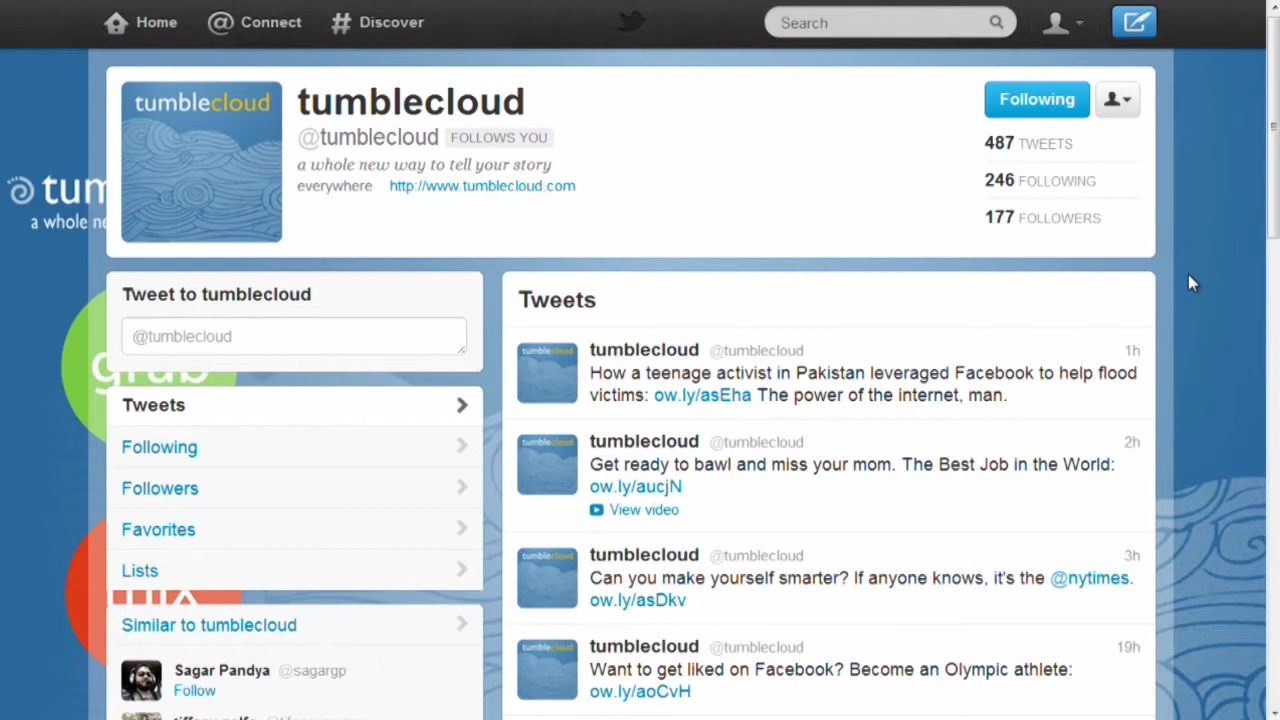 Home
@ Connect
# Discover
Search
tumblecloud
tumblecloud
@tumblecloud FOLLOWS YOU
a whole new way to tell your story
everywhere http://www.tumblecloud.com
Following
487 TWEETS
246 FOLLOWING
177 FOLLOWERS
tum
a whole ne
Tweet to tumblecloud
@tumblecloud
grab
Tweets
Following
Followers
Favorites
Lists
mix
Similar to tumblecloud
Sagar Pandya @sagargp
Follow
Tweets
tumblecloud @tumblecloud 1h
How a teenage activist in Pakistan leveraged Facebook to help flood
victims: ow.ly/asEha The power of the internet, man.
tumblecloud @tumblecloud 2h
Get ready to bawl and miss your mom. The Best Job in the World:
ow.ly/aucjN
View video
tumblecloud @tumblecloud 3h
Can you make yourself smarter? If anyone knows, it's the @nytimes.
ow.ly/asDkv
tumblecloud @tumblecloud 19h
Want to get liked on Facebook? Become an Olympic athlete:
ow.ly/aoCvH